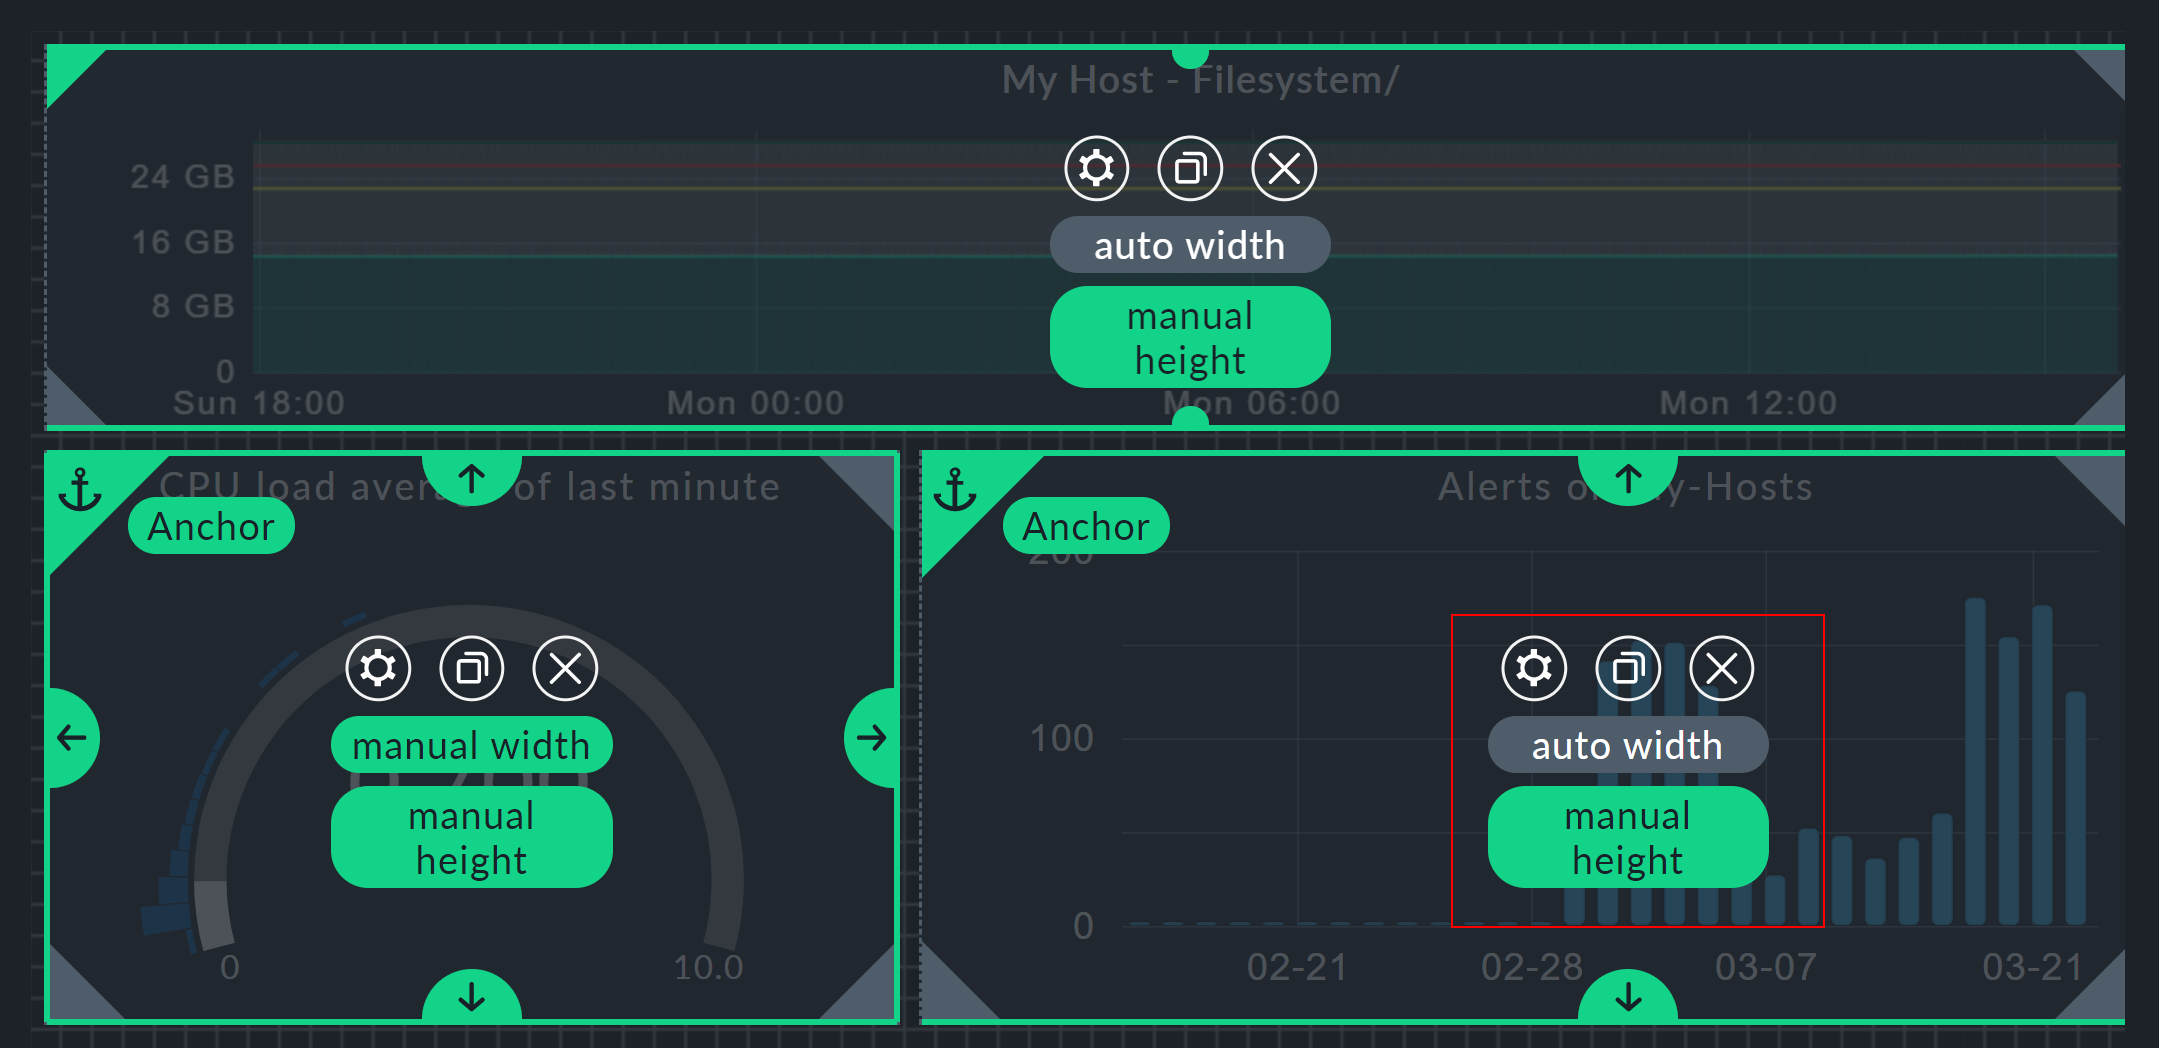 My Host - Filesystem/
24 GB
16 GB
8 GB
0
Sun 18:00
Mon 00:00
Mon 06:00
Mon 12:00
auto width
manual
height
CPU load of last minute
Anchor
manual width
manual
height
0
10.0
Alerts
y-Hosts
Anchor
200
100
0
auto width
manual
height
02-21
02-28
03-07
03-21